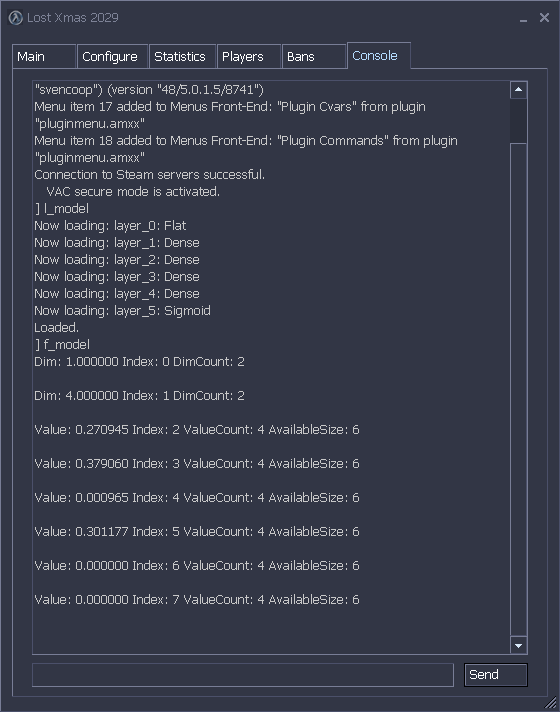 Lost Xmas 2029
Main
Configure
Statistics
Players
Bans
Console
"svencoop") (version "48/5.0.1.5/8741")
Menu item 17 added to Menus Front-End: "Plugin Cvars" from plugin
"pluginmenu.amxx"
Menu item 18 added to Menus Front-End: "Plugin Commands" from plugin
"pluginmenu.amxx"
Connection to Steam servers successful.
VAC secure mode is activated.
] l_model
Now loading: layer_0: Flat
Now loading: layer_1: Dense
Now loading: layer_2: Dense
Now loading: layer_3: Dense
Now loading: layer_4: Dense
Now loading: layer_5: Sigmoid
Loaded.
] f_model
Dim: 1.000000 Index: 0 DimCount: 2
Dim: 4.000000 Index: 1 DimCount: 2
Value: 0.270945 Index: 2 ValueCount: 4 AvailableSize: 6
Value: 0.379060 Index: 3 ValueCount: 4 AvailableSize: 6
Value: 0.000965 Index: 4 ValueCount: 4 AvailableSize: 6
Value: 0.301177 Index: 5 ValueCount: 4 AvailableSize: 6
Value: 0.000000 Index: 6 ValueCount: 4 AvailableSize: 6
Value: 0.000000 Index: 7 ValueCount: 4 AvailableSize: 6
Send